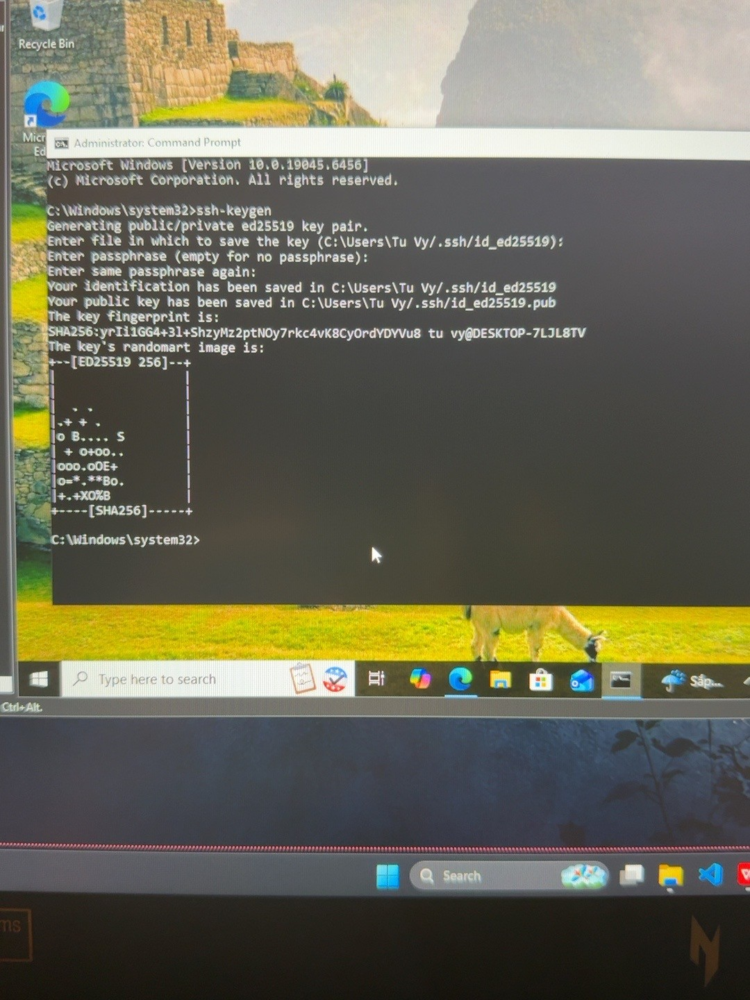 Recycle Bin
Micr
Ed
Administrator: Command Prompt
Microsoft Windows [Version 10.0.19045.6456]
(c) Microsoft Corporation. All rights reserved.
C:\Windows\system32>ssh-keygen
Generating public/private ed25519 key pair.
Enter file in which to save the key (C:\Users\Tu Vy/.ssh/id_ed25519):
Enter passphrase (empty for no passphrase):
Enter same passphrase again:
Your identification has been saved in C:\Users\Tu Vy/.ssh/id_ed25519
Your public key has been saved in C:\Users\Tu Vy/.ssh/id_ed25519.pub
The key fingerprint is:
SHA256:yrIi1GG4+3l+ShzyMz2ptNOy7rkc4vK8CyOrdYDYVu8 tu vy@DESKTOP-7LJL8TV
The key's randomart image is:
+--[ED25519 256]--+
|                 |
|                 |
|  . .            |
|.+ + .           |
|o B.... S        |
| + o+oo..        |
|ooo.oOE+         |
|o=*.**Bo.        |
|+.+XO%B          |
+----[SHA256]-----+
C:\Windows\system32>
Type here to search
Sắp...
Ctrl+Alt.
Search
ms